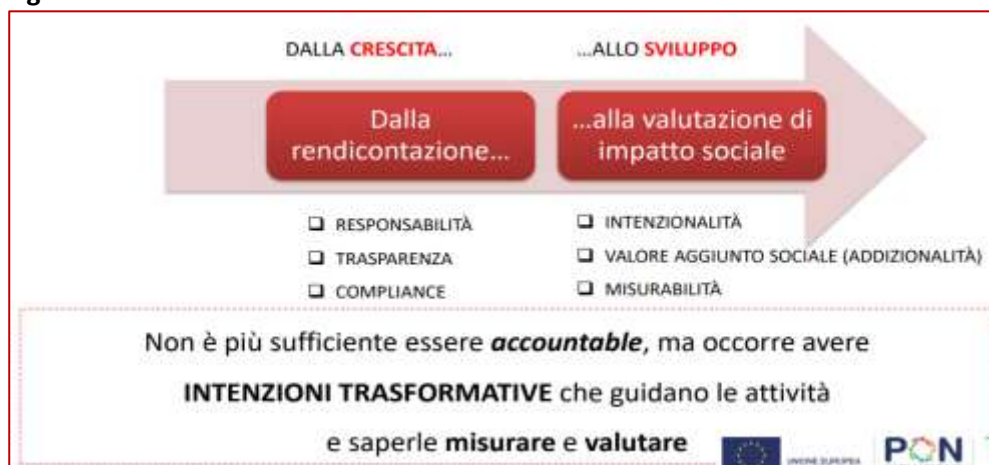 DALLA CRESCITA... ...ALLO SVILUPPO
Dalla
rendicontazione...
...alla valutazione di
impatto sociale
❑ RESPONSABILITÀ
❑ TRASPARENZA
❑ COMPLIANCE
❑ INTENZIONALITÀ
❑ VALORE AGGIUNTO SOCIALE (ADDIZIONALITÀ)
❑ MISURABILITÀ
Non è più sufficiente essere accountable, ma occorre avere
INTENZIONI TRASFORMATIVE che guidano le attività
e saperle misurare e valutare
UNIONE EUROPEA
PON